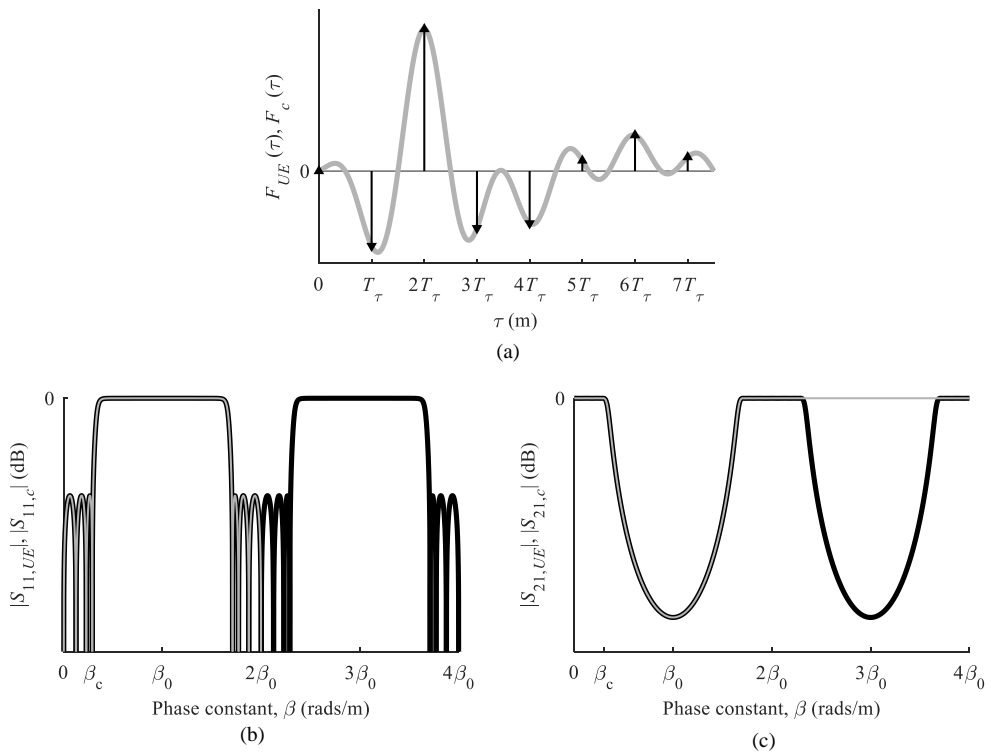 F_UE (τ), F_c (τ)
0
0 T_τ 2T_τ 3T_τ 4T_τ 5T_τ 6T_τ 7T_τ
τ (m)
(a)
|S_11,UE|, |S_11,c| (dB)
0
0 β_c β_0 2β_0 3β_0 4β_0
Phase constant, β (rads/m)
(b)
|S_21,UE|, |S_21,c| (dB)
0
0 β_c β_0 2β_0 3β_0 4β_0
Phase constant, β (rads/m)
(c)